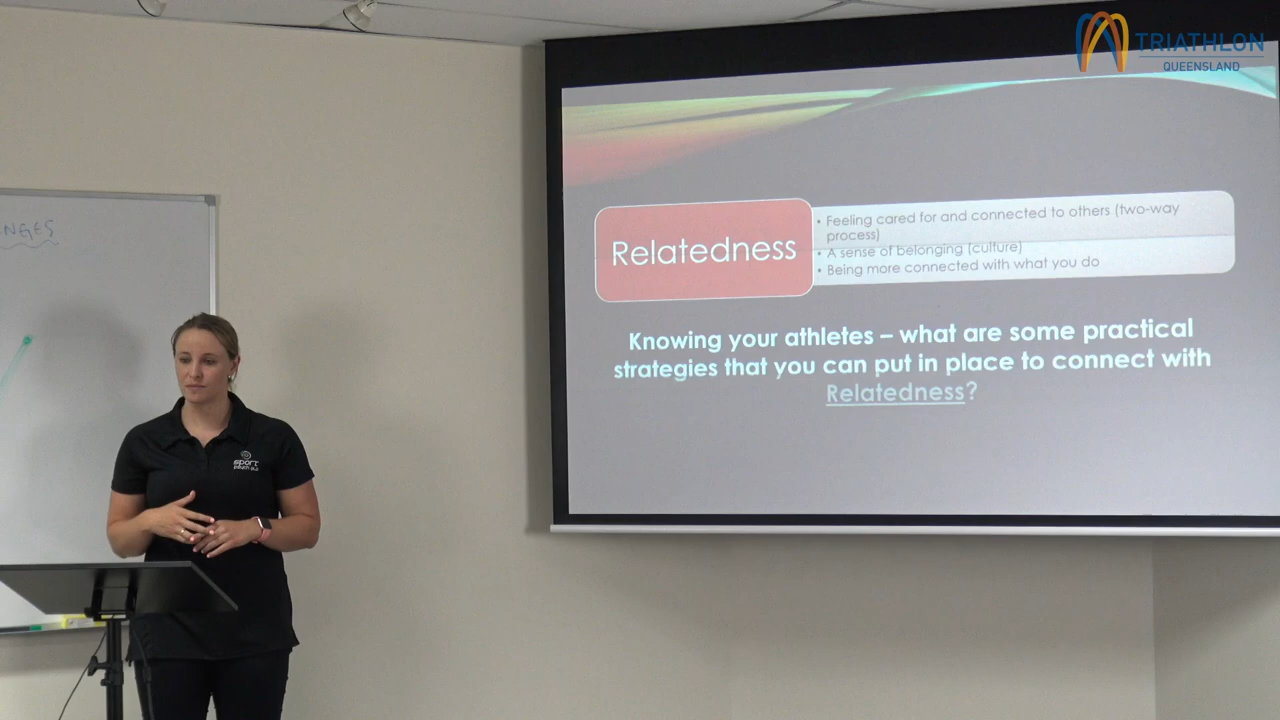 TRIATHLON
QUEENSLAND
NGES
Relatedness
• Feeling cared for and connected to others (two-way
process)
• A sense of belonging (culture)
• Being more connected with what you do
Knowing your athletes – what are some practical
strategies that you can put in place to connect with
Relatedness?
sport